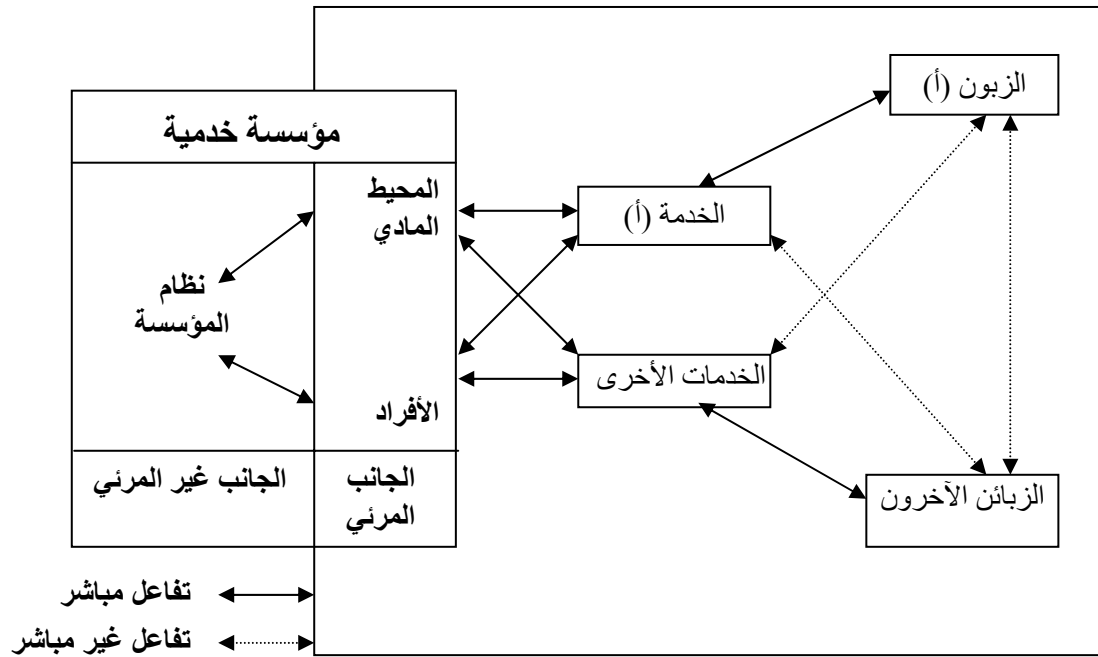 الزبون (أ)
مؤسسة خدمية
المحيط
المادي
الخدمة (أ)
نظام
المؤسسة
الخدمات الأخرى
الأفراد
الجانب غير المرئي
الجانب
المرئي
الزبائن الآخرون
تفاعل مباشر
تفاعل غير مباشر